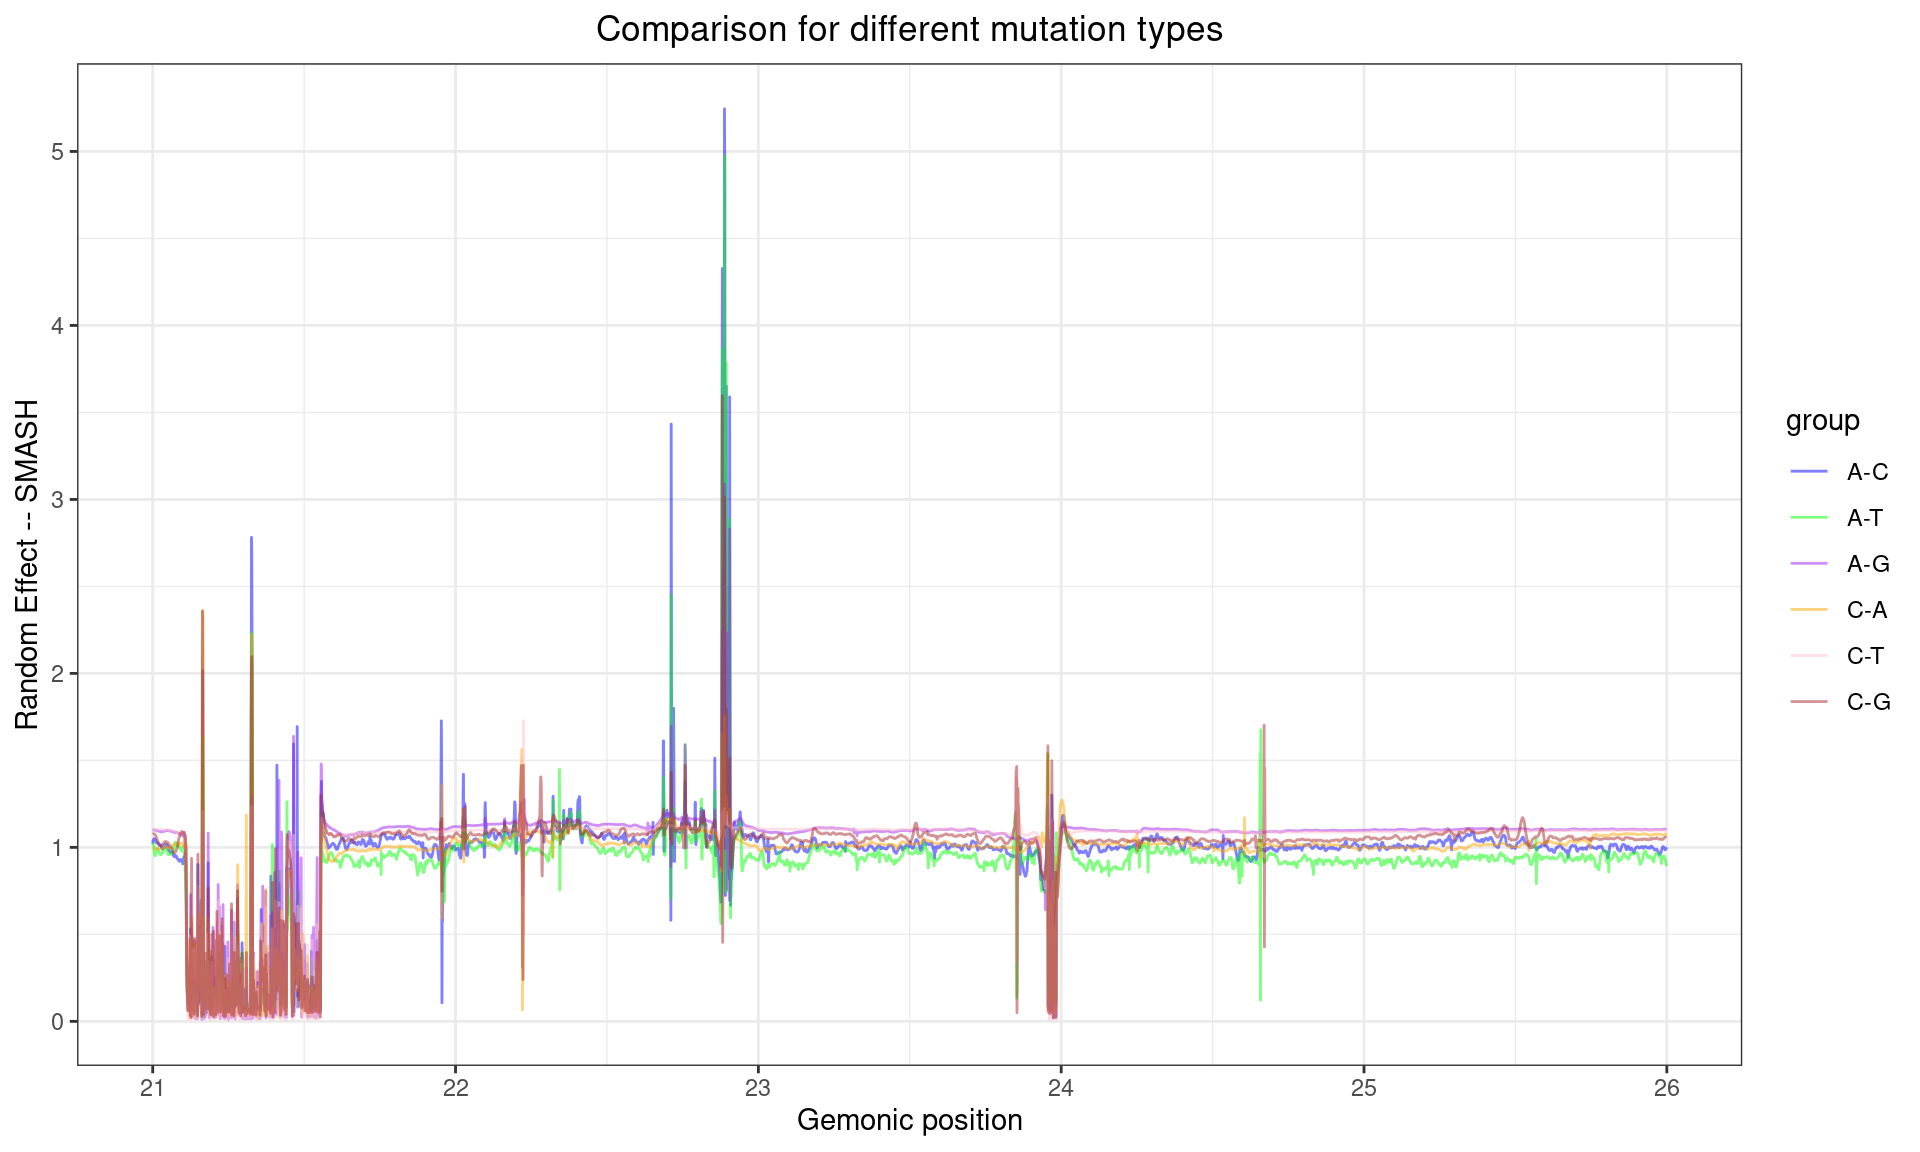 Comparison for different mutation types
Random Effect -- SMASH
5
4
3
2
1
0
21
22
23
24
25
26
Gemonic position
group
A-C
A-T
A-G
C-A
C-T
C-G